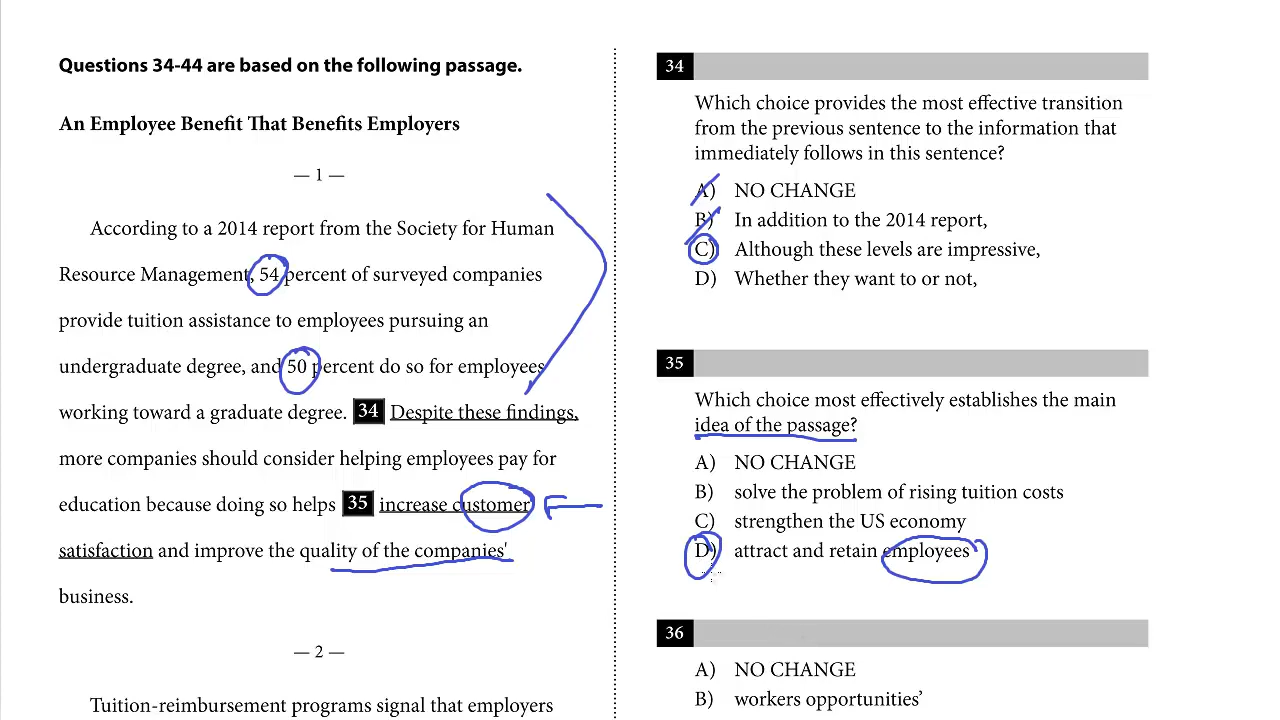 Questions 34-44 are based on the following passage.
An Employee Benefit That Benefits Employers
— 1 —
According to a 2014 report from the Society for Human
Resource Management, 54 percent of surveyed companies
provide tuition assistance to employees pursuing an
undergraduate degree, and 50 percent do so for employees
working toward a graduate degree. 34 Despite these findings,
more companies should consider helping employees pay for
education because doing so helps 35 increase customer
satisfaction and improve the quality of the companies'
business.
— 2 —
Tuition-reimbursement programs signal that employers
34
Which choice provides the most effective transition
from the previous sentence to the information that
immediately follows in this sentence?
A) NO CHANGE
B) In addition to the 2014 report,
C) Although these levels are impressive,
D) Whether they want to or not,
35
Which choice most effectively establishes the main
idea of the passage?
A) NO CHANGE
B) solve the problem of rising tuition costs
C) strengthen the US economy
D) attract and retain employees
36
A) NO CHANGE
B) workers opportunities’